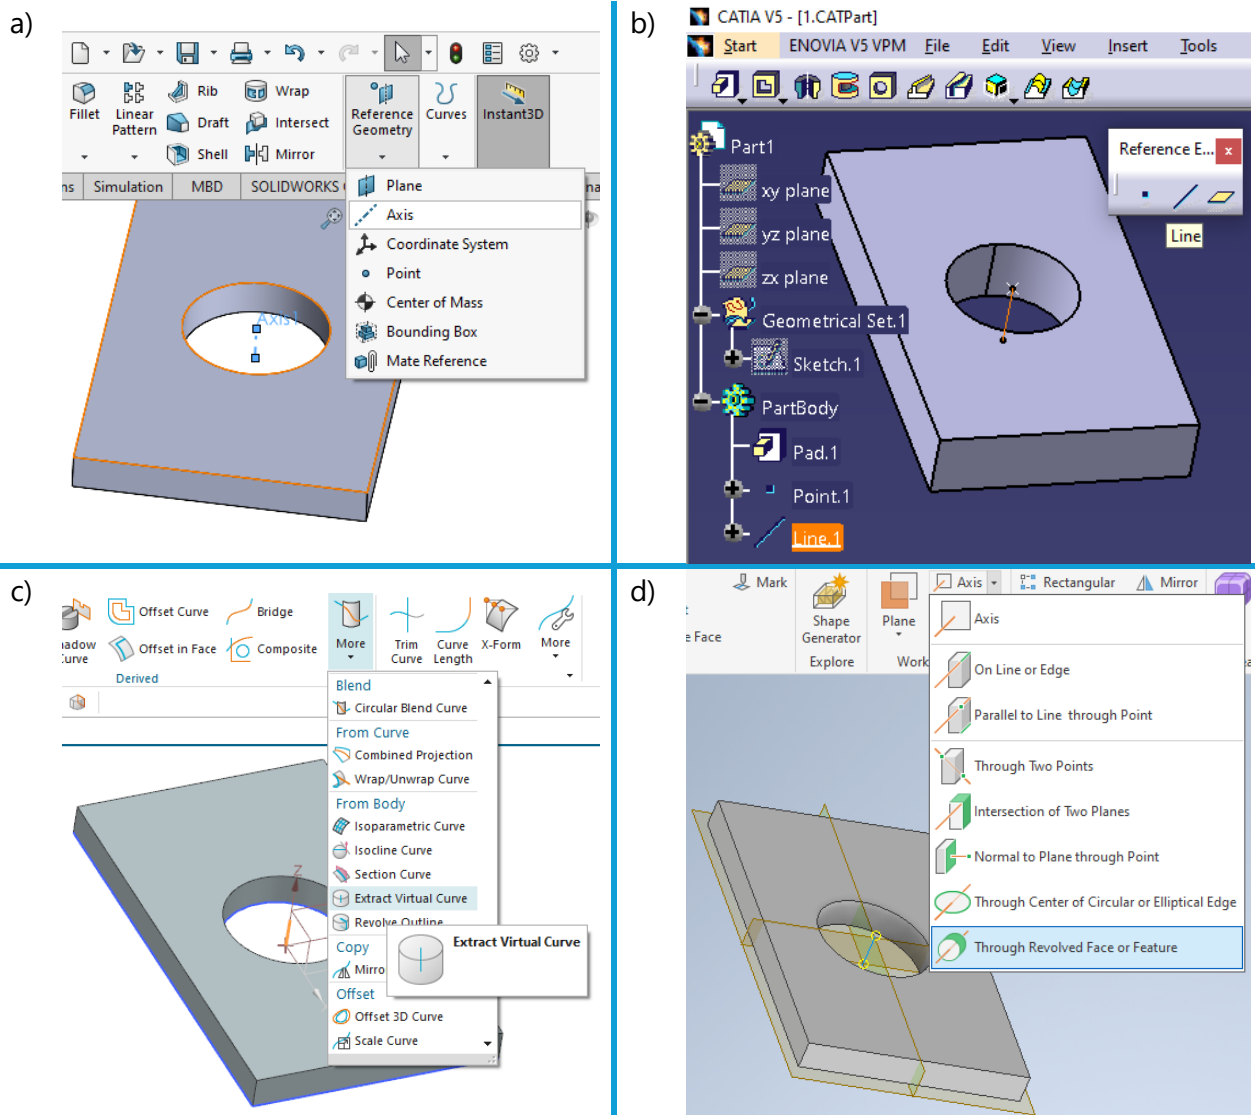 a)
Fillet
Linear Pattern
Rib
Draft
Shell
Wrap
Intersect
Mirror
Reference Geometry
Curves
Instant3D
Simulation
MBD
SOLIDWORKS
Plane
Axis
Coordinate System
Point
Center of Mass
Bounding Box
Mate Reference
Axis1
b)
CATIA V5 - [1.CATPart]
Start ENOVIA V5 VPM File Edit View Insert Tools
Reference E... x
Line
Part1
xy plane
yz plane
zx plane
Geometrical Set.1
Sketch.1
PartBody
Pad.1
Point.1
Line.1
c)
Offset Curve
Bridge
Offset in Face
Composite
Curve
Derived
More
Trim Curve
Curve Length
X-Form
More
Blend
Circular Blend Curve
From Curve
Combined Projection
Wrap/Unwrap Curve
From Body
Isoparametric Curve
Isocline Curve
Section Curve
Extract Virtual Curve
Revolve Outline
Copy
Mirro
Offset
Offset 3D Curve
Scale Curve
Extract Virtual Curve
Z
d)
Mark
e Face
Shape Generator
Explore
Plane
Work
Axis
Rectangular
Mirror
Axis
On Line or Edge
Parallel to Line through Point
Through Two Points
Intersection of Two Planes
Normal to Plane through Point
Through Center of Circular or Elliptical Edge
Through Revolved Face or Feature